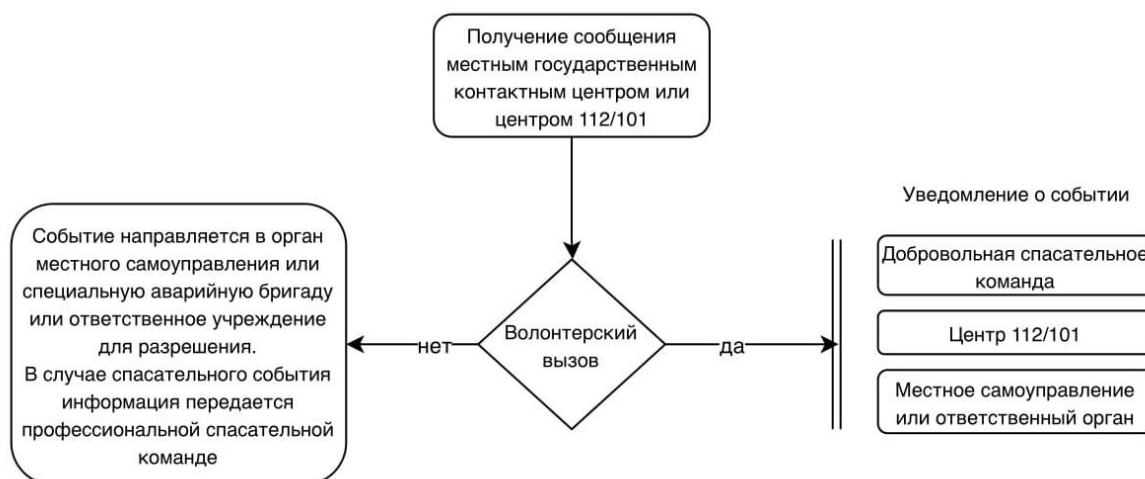 Получение сообщения
местным государственным
контактным центром или
центром 112/101
Событие направляется в орган
местного самоуправления или
специальную аварийную бригаду
или ответственное учреждение
для разрешения.
В случае спасательного события
информация передается
профессиональной спасательной
команде
нет
Волонтерский
вызов
да
Уведомление о событии
Добровольная спасательное
команда
Центр 112/101
Местное самоуправление
или ответственный орган